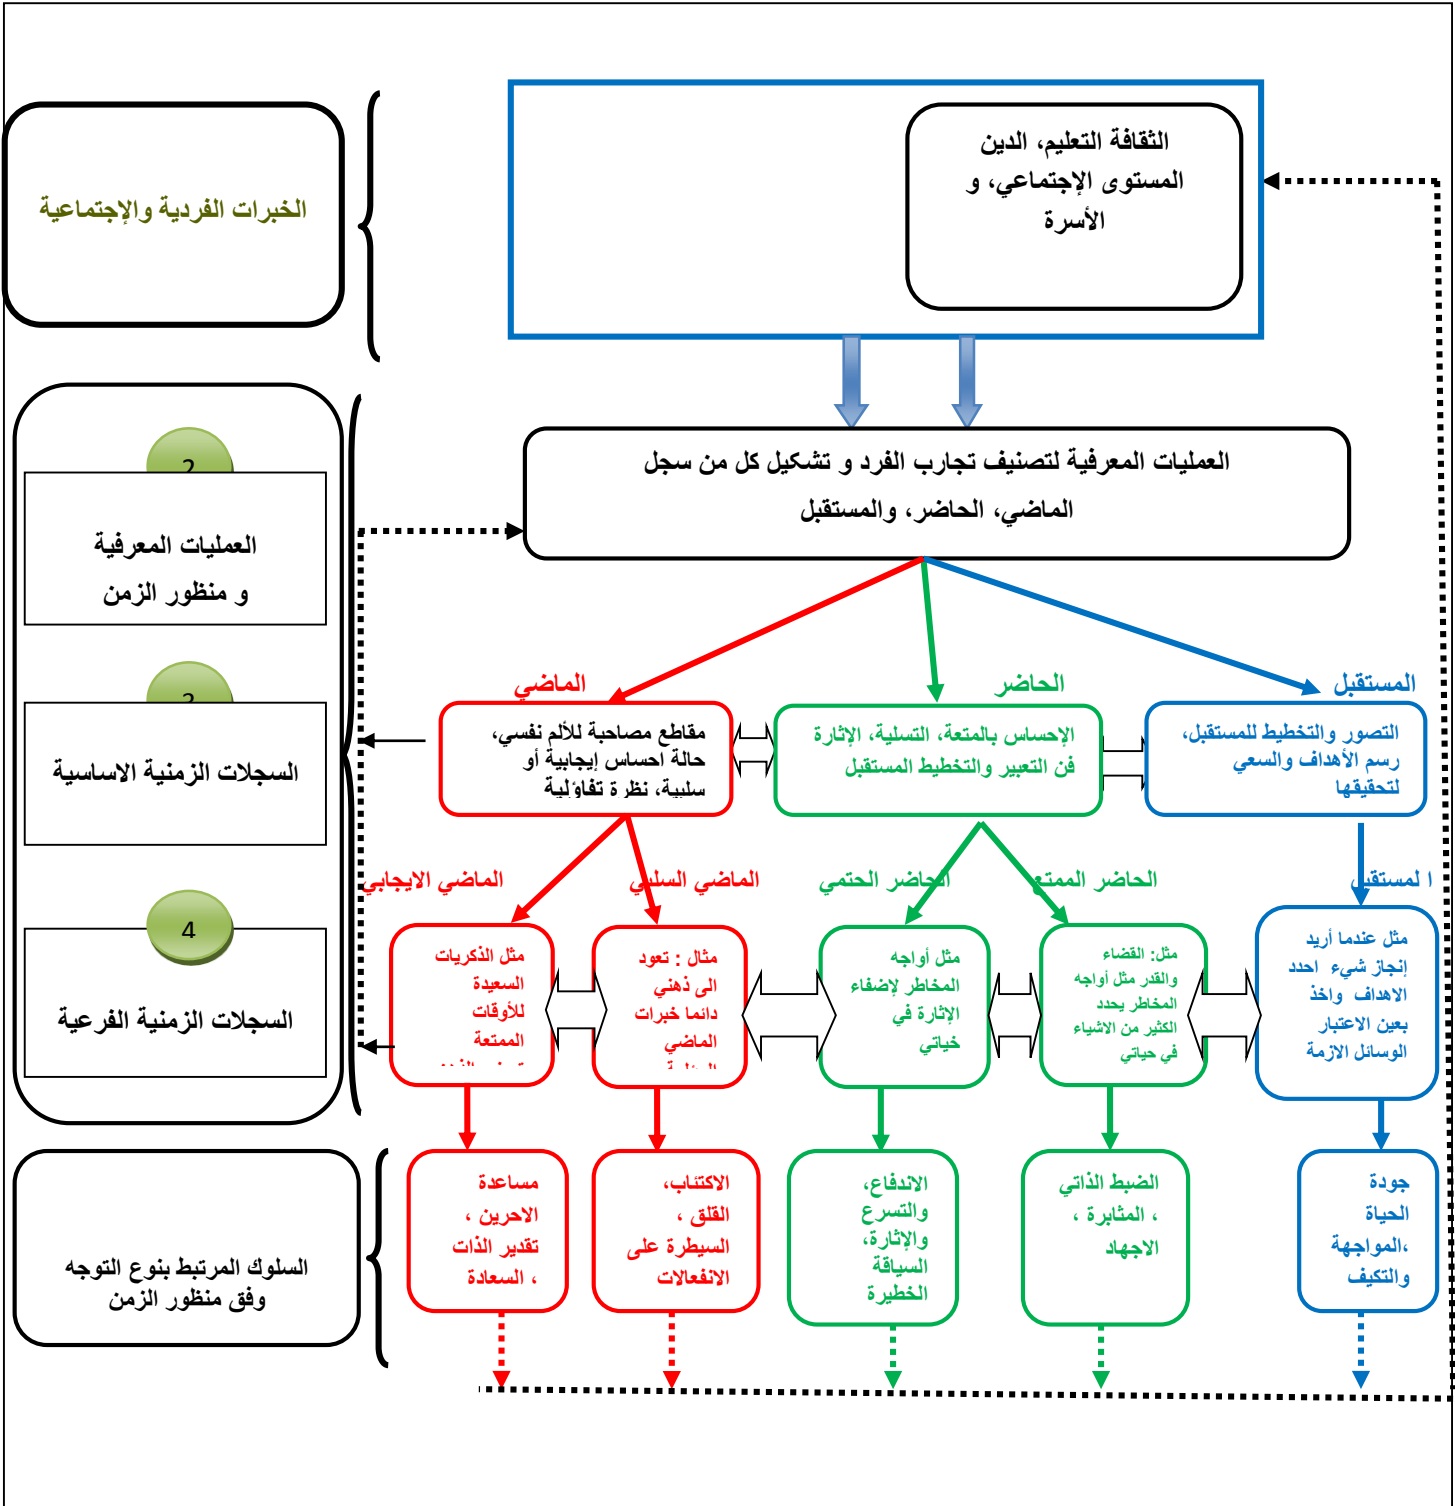 الثقافة التعليم، الدين
المستوى الإجتماعي، و
الأسرة
الخبرات الفردية والإجتماعية
العمليات المعرفية لتصنيف تجارب الفرد و تشكيل كل من سجل
الماضي، الحاضر، والمستقبل
2
العمليات المعرفية
و منظور الزمن
المستقبل
الحاضر
الماضي
التصور والتخطيط للمستقبل،
رسم الأهداف والسعي
لتحقيقها
الإحساس بالمتعة، التسلية، الإثارة
فن التعبير والتخطيط المستقبل
مقاطع مصاحبة للألم نفسي،
حالة احساس إيجابية أو
سلبية، نظرة تفاؤلية
السجلات الزمنية الاساسية
ا لمستقبل
الحاضر الممتع
الحاضر الحتمي
الماضي السلبي
الماضي الايجابي
مثل عندما أريد
إنجاز شيء احدد
الاهداف واخذ
بعين الاعتبار
الوسائل الازمة
مثل: القضاء
والقدر مثل أواجه
المخاطر يحدد
الكثير من الاشياء
في حياتي
مثل أواجه
المخاطر لإضفاء
الإثارة في
خياتي
مثال : تعود
الى ذهني
دائما خبرات
الماضي
مثل الذكريات
السعيدة
للأوقات
الممتعة
4
السجلات الزمنية الفرعية
جودة
الحياة
،المواجهة
والتكيف
الضبط الذاتي
، المثابرة ،
الاجهاد
الاندفاع،
والتسرع
والإثارة،
السياقة
الخطيرة
الاكتئاب،
القلق ،
السيطرة على
الانفعالات
مساعدة
الاحرين ،
تقدير الذات
، السعادة
السلوك المرتبط بنوع التوجه
وفق منظور الزمن